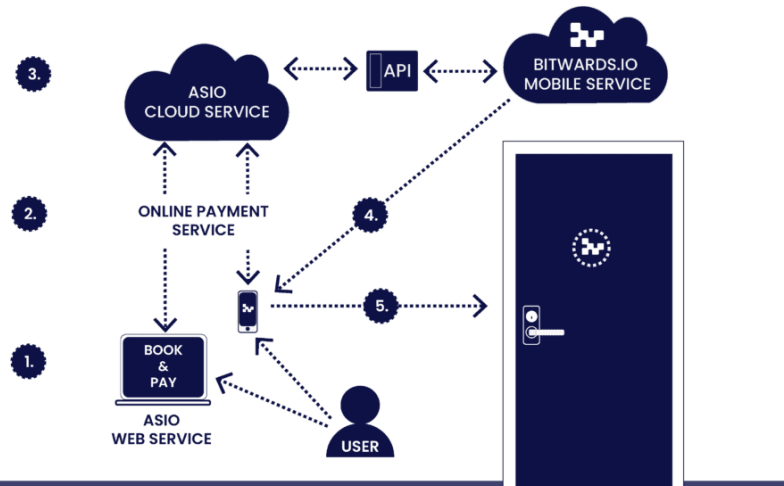 3.
ASIO
CLOUD SERVICE
API
BITWARDS.IO
MOBILE SERVICE
2.
ONLINE PAYMENT
SERVICE
4.
5.
1.
BOOK
&
PAY
ASIO
WEB SERVICE
USER